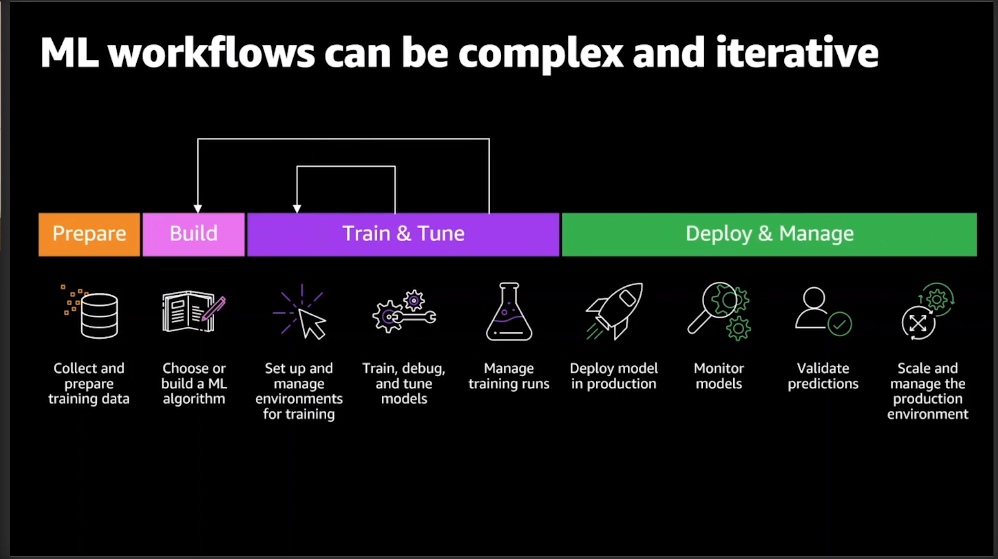 ML workflows can be complex and iterative
Prepare
Build
Train & Tune
Deploy & Manage
Collect and
prepare
training data
Choose or
build a ML
algorithm
Set up and
manage
environments
for training
Train, debug,
and tune
models
Manage
training runs
Deploy model
in production
Monitor
models
Validate
predictions
Scale and
manage the
production
environment